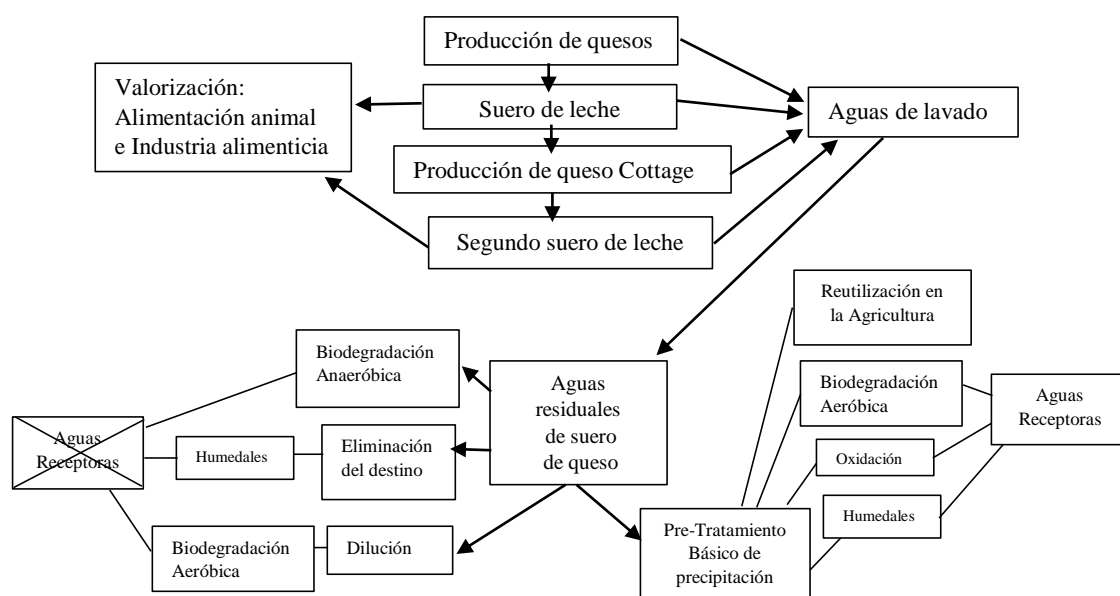 Producción de quesos
Valorización:
Alimentación animal
e Industria alimenticia
Suero de leche
Aguas de lavado
Producción de queso Cottage
Segundo suero de leche
Reutilización en
la Agricultura
Biodegradación
Anaeróbica
Aguas
residuales
de suero
de queso
Biodegradación
Aeróbica
Aguas
Receptoras
Aguas
Receptoras
Humedales
Eliminación
del destino
Oxidación
Humedales
Biodegradación
Aeróbica
Dilución
Pre-Tratamiento
Básico de
precipitación